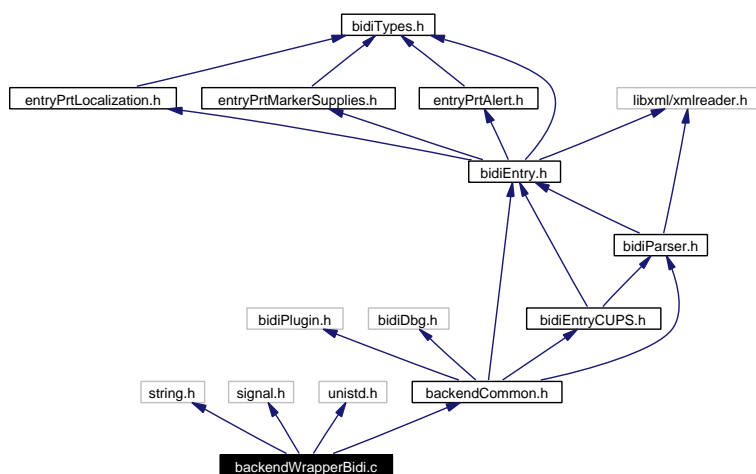 bidiTypes.h
entryPrtLocalization.h
entryPrtMarkerSupplies.h
entryPrtAlert.h
libxml/xmlreader.h
bidiEntry.h
bidiParser.h
bidiPlugin.h
bidiDbg.h
bidiEntryCUPS.h
string.h
signal.h
unistd.h
backendCommon.h
backendWrapperBidi.c